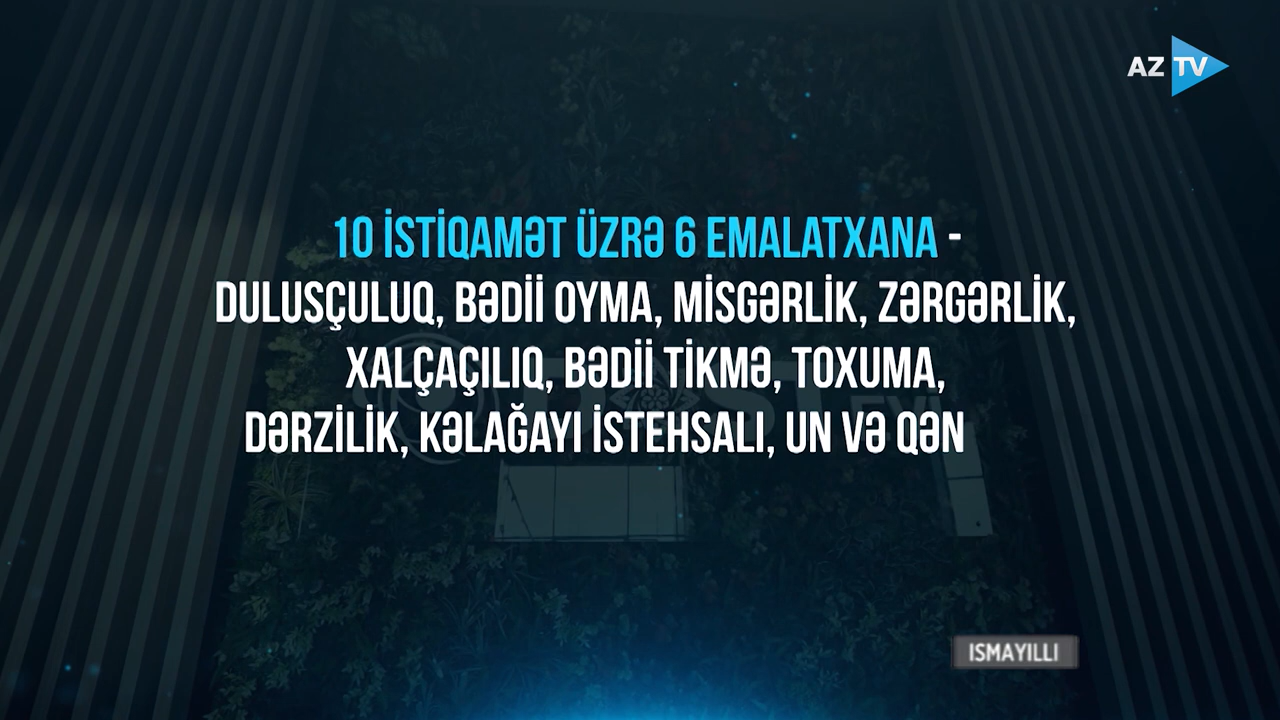 AZ TV
10 İSTİQAMƏT ÜZRƏ 6 EMALATXANA -
DULUSÇULUQ, BƏDİİ OYMA, MİSGƏRLİK, ZƏRGƏRLİK,
XALÇAÇILIQ, BƏDİİ TİKMƏ, TOXUMA,
DƏRZİLİK, KƏLAĞAYI İSTEHSALI, UN VƏ QƏN
ISMAYILLI